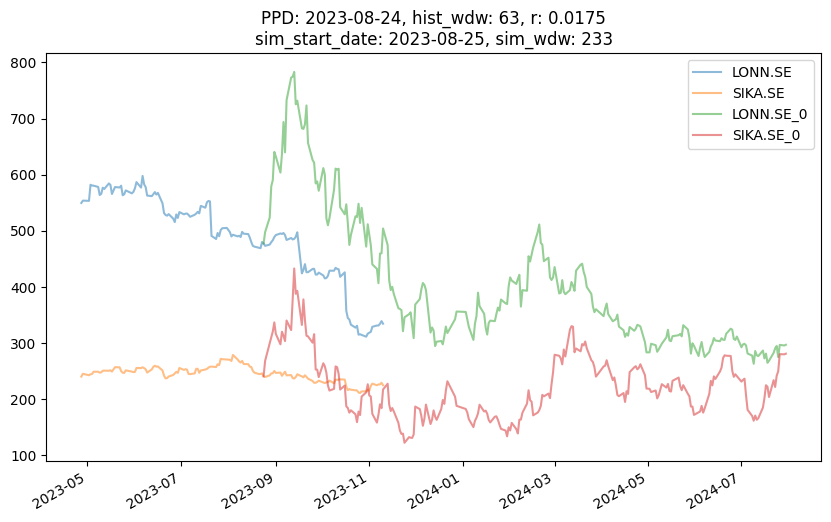 PPD: 2023-08-24, hist_wdw: 63, r: 0.0175
sim_start_date: 2023-08-25, sim_wdw: 233
LONN.SE
SIKA.SE
LONN.SE_0
SIKA.SE_0
800
700
600
500
400
300
200
100
2023-05
2023-07
2023-09
2023-11
2024-01
2024-03
2024-05
2024-07